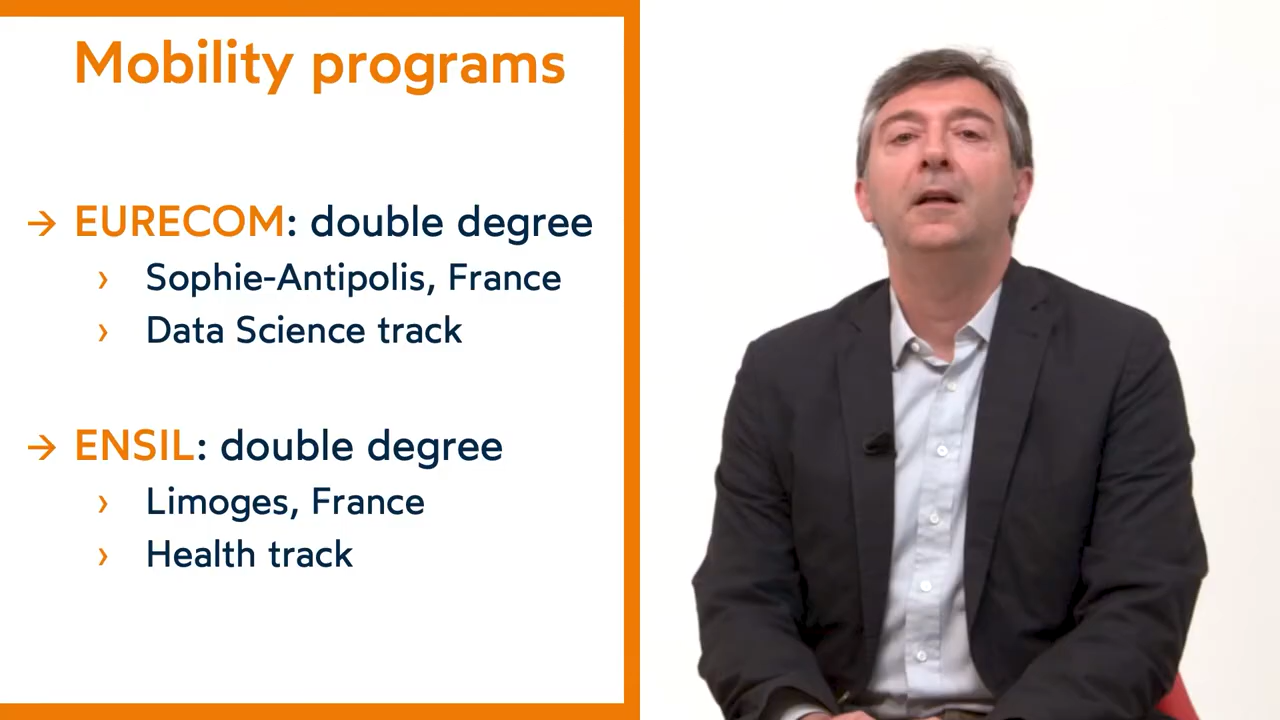 Mobility programs
→ EURECOM: double degree
› Sophie-Antipolis, France
› Data Science track
→ ENSIL: double degree
› Limoges, France
› Health track